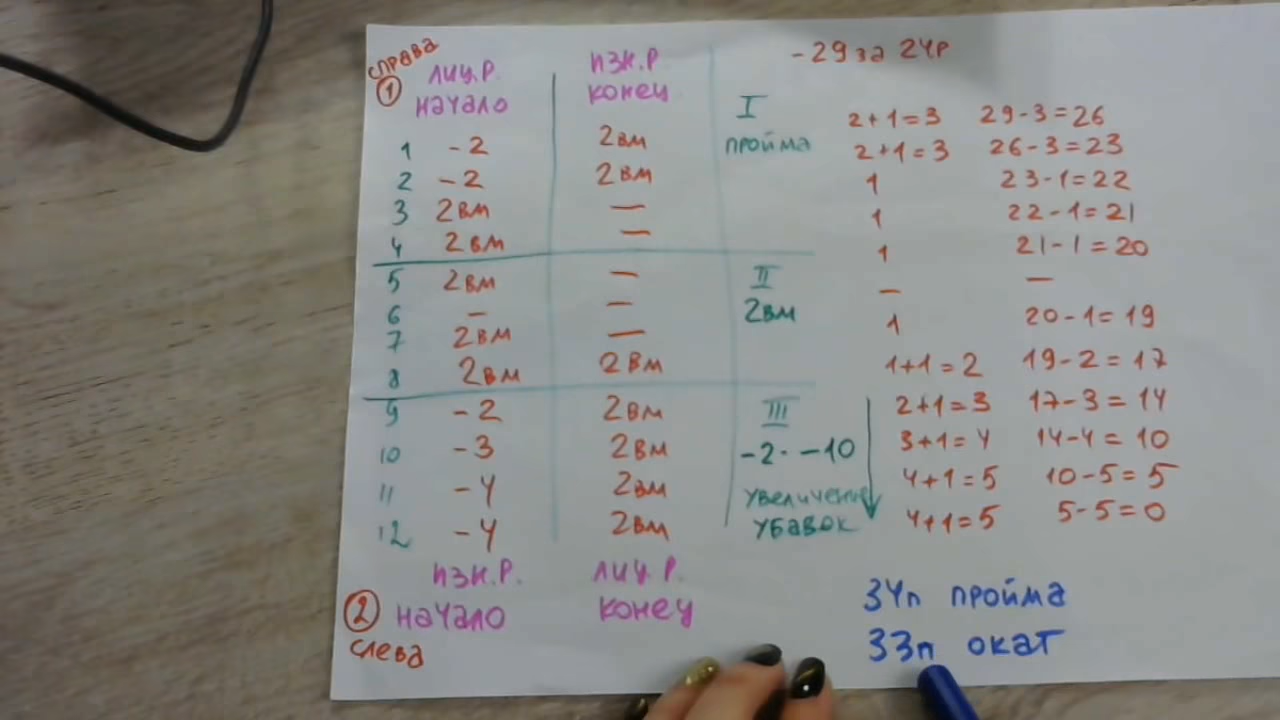 справа
①
лиц.р. изн.р
начало конец
-29 за 24р
I
пройма
1 -2 2вм 2+1=3 29-3=26
2 -2 2вм 2+1=3 26-3=23
3 2вм — 1 23-1=22
4 2вм — 1 22-1=21
5 2вм — 1 21-1=20
II
2вм
6 — — — —
7 2вм — 1 20-1=19
8 2вм 2вм 1+1=2 19-2=17
9 -2 2вм 2+1=3 17-3=14
III
-2 · -10
увеличение
убавок
10 -3 2вм 3+1=4 14-4=10
11 -4 2вм 4+1=5 10-5=5
12 -4 2вм 4+1=5 5-5=0
изн.р. лиц.р.
② начало конец
слева
34п пройма
33п окат